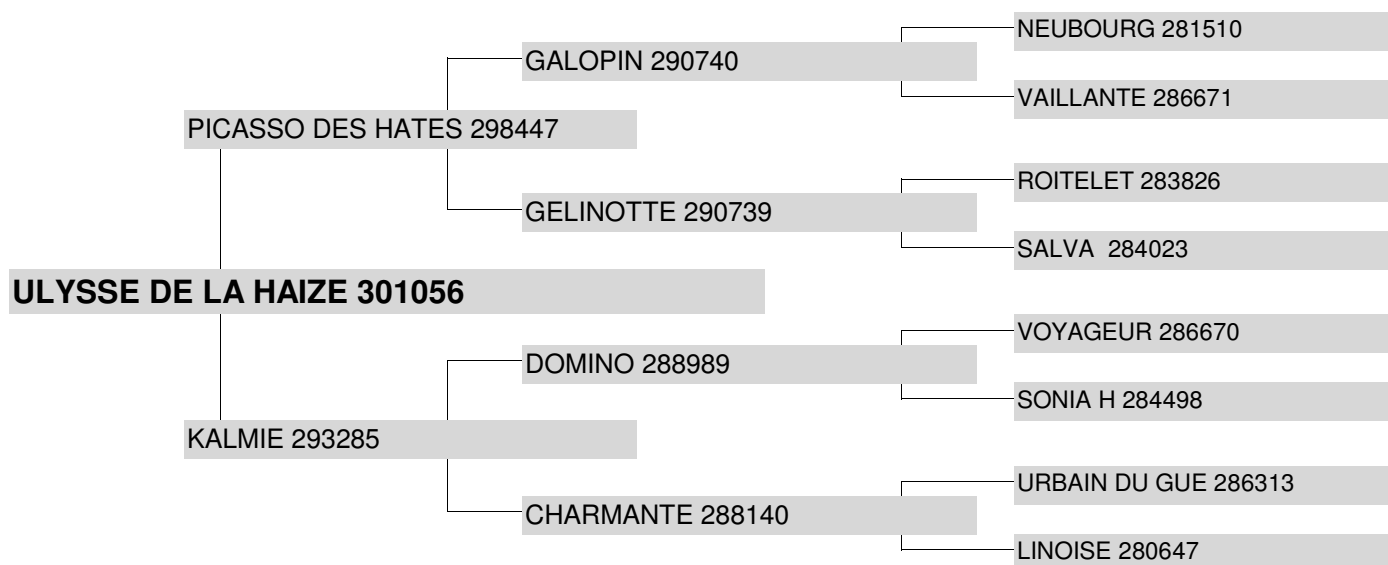 NEUBOURG 281510
GALOPIN 290740
VAILLANTE 286671
PICASSO DES HATES 298447
ROITELET 283826
GELINOTTE 290739
SALVA  284023
ULYSSE DE LA HAIZE 301056
VOYAGEUR 286670
DOMINO 288989
SONIA H 284498
KALMIE 293285
URBAIN DU GUE 286313
CHARMANTE 288140
LINOISE 280647